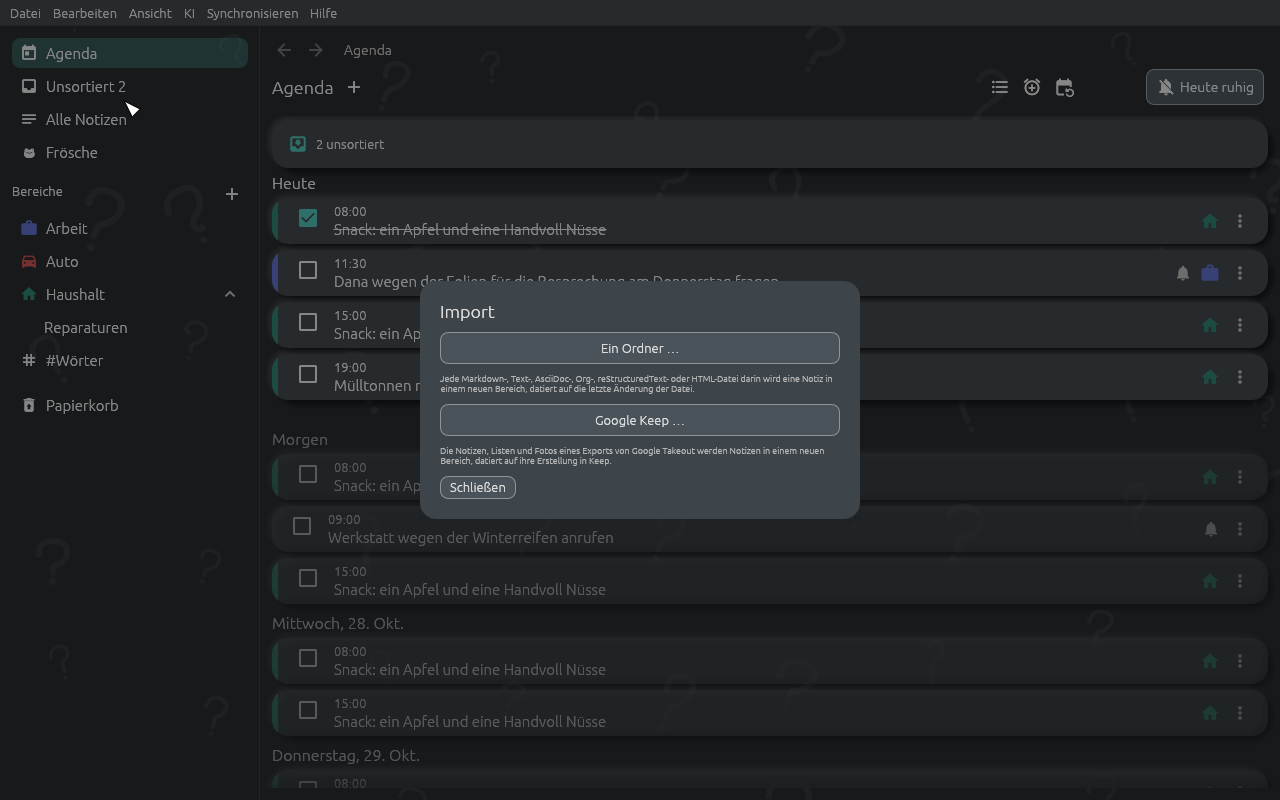 Datei Bearbeiten Ansicht KI Synchronisieren Hilfe
Agenda
Unsortiert 2
Alle Notizen
Frösche
Bereiche
Arbeit
Auto
Haushalt
Reparaturen
#Wörter
Papierkorb
Agenda
Agenda
Heute ruhig
2 unsortiert
Heute
08:00
Snack: ein Apfel und eine Handvoll Nüsse
11:30
Dana wegen der Folien für die Besprechung am Donnerstag fragen
15:00
Snack: ein Ap
19:00
Mülltonnen
Import
Ein Ordner …
Jede Markdown-, Text-, AsciiDoc-, Org-, reStructuredText- oder HTML-Datei darin wird eine Notiz in
einem neuen Bereich, datiert auf die letzte Änderung der Datei.
Google Keep …
Die Notizen, Listen und Fotos eines Exports von Google Takeout werden Notizen in einem neuen
Bereich, datiert auf ihre Erstellung in Keep.
Schließen
Morgen
08:00
Snack: ein Ap
09:00
Werkstatt wegen der Winterreifen anrufen
15:00
Snack: ein Apfel und eine Handvoll Nüsse
Mittwoch, 28. Okt.
08:00
Snack: ein Apfel und eine Handvoll Nüsse
15:00
Snack: ein Apfel und eine Handvoll Nüsse
Donnerstag, 29. Okt.
08:00